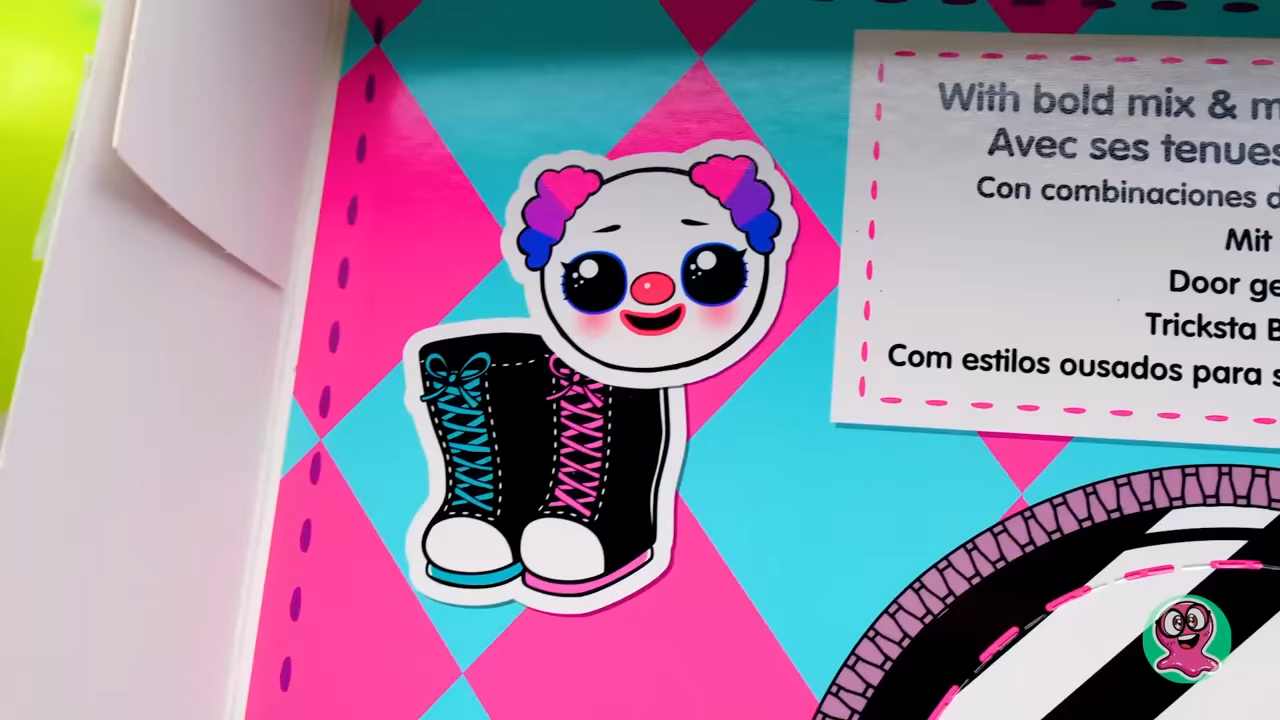 With bold mix & m
Avec ses tenues
Con combinaciones d
Mit
Door ge
Tricksta B
Com estilos ousados para s